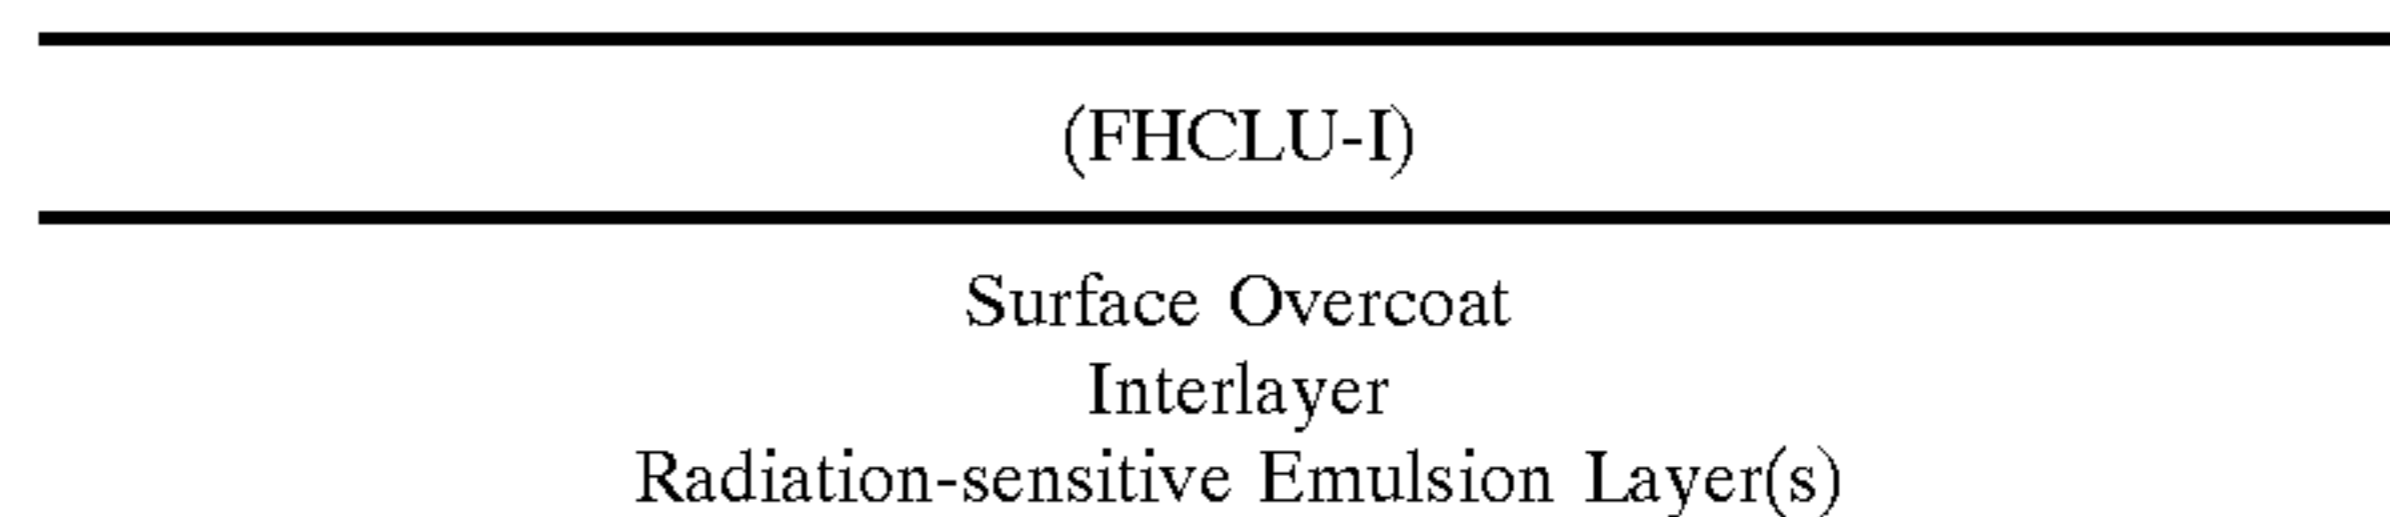 (FHCLU-I)
Surface Overcoat
Interlayer
Radiation-sensitive Emulsion Layer(s)